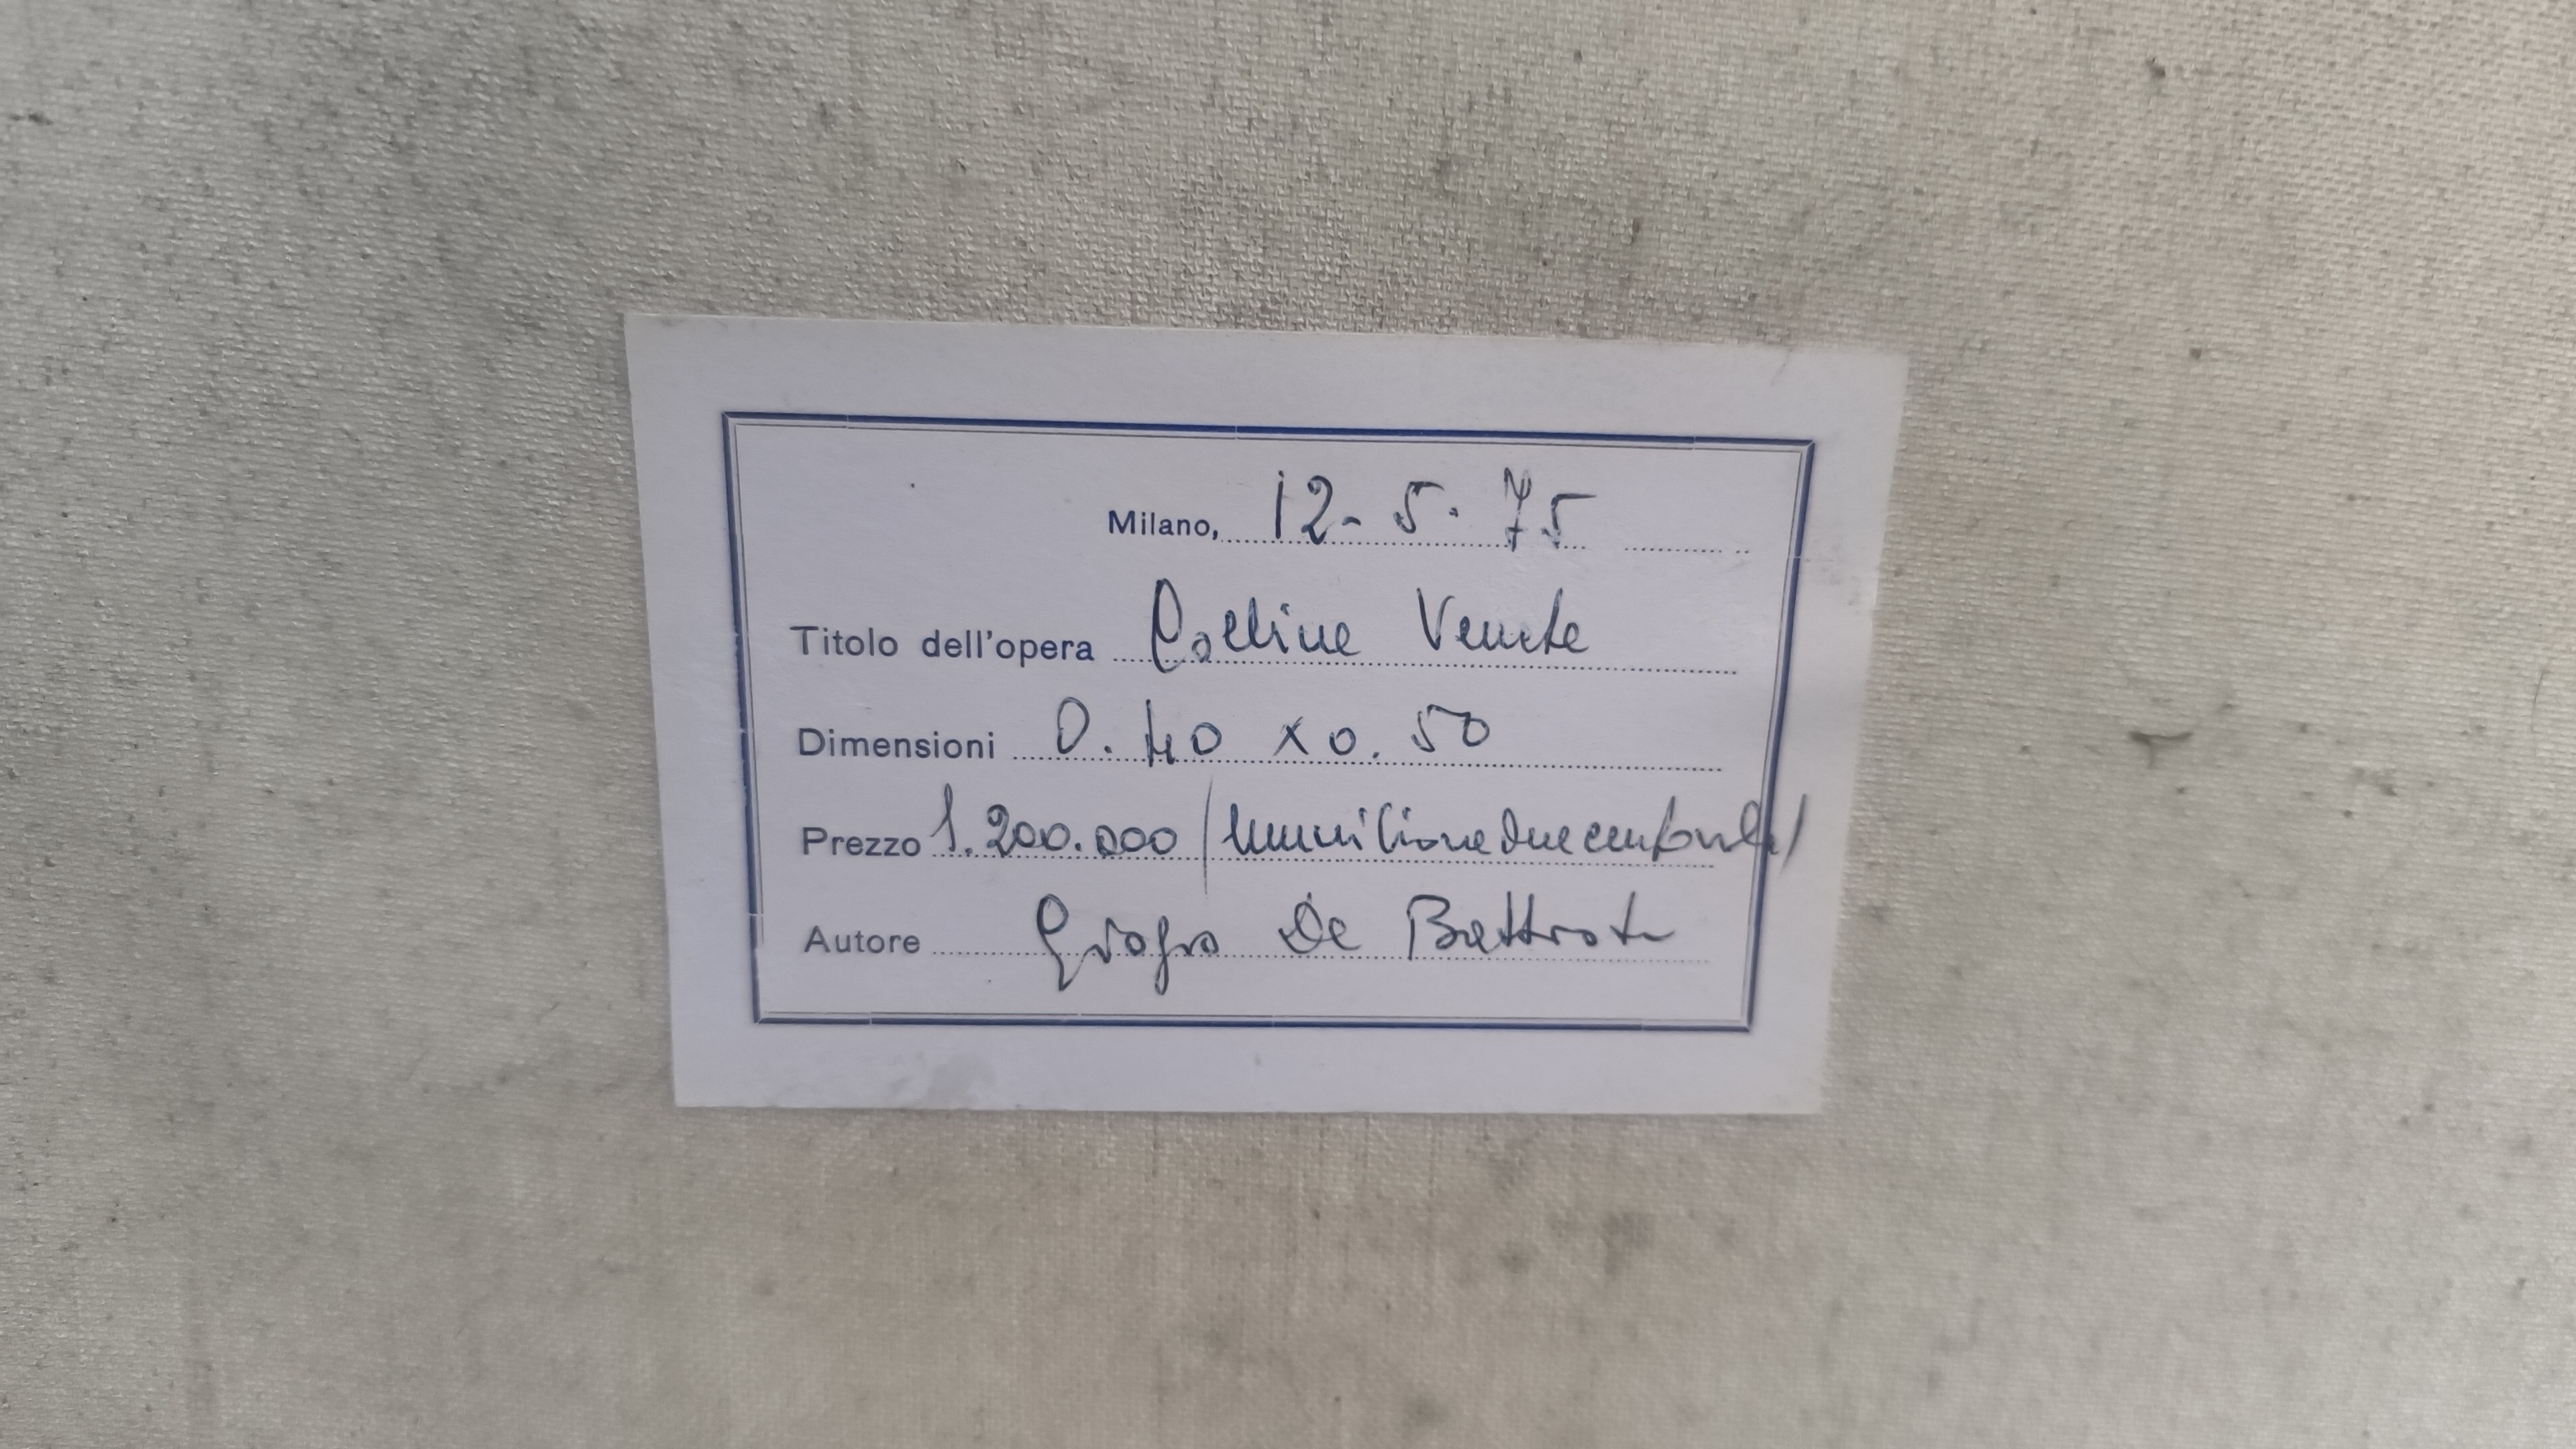 Milano, 12-5.75
Titolo dell'opera Colline Venete
Dimensioni 0.40 x 0.50
Prezzo 1.200.000 /
Autore De